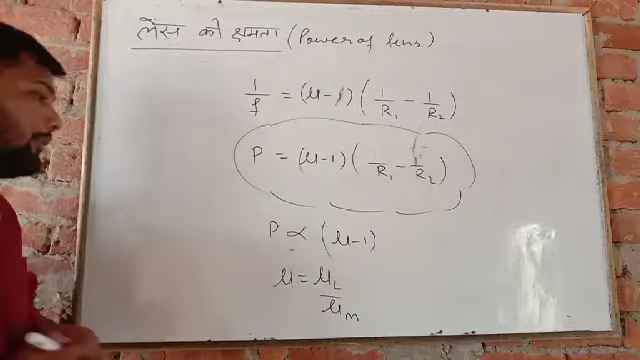 लेंस की क्षमता (Power of lens)
1/f = (μ-1) (1/R₁ - 1/R₂)
P = (μ-1) (1/R₁ - 1/R₂)
P ∝ (μ-1)
μ = μL/μm